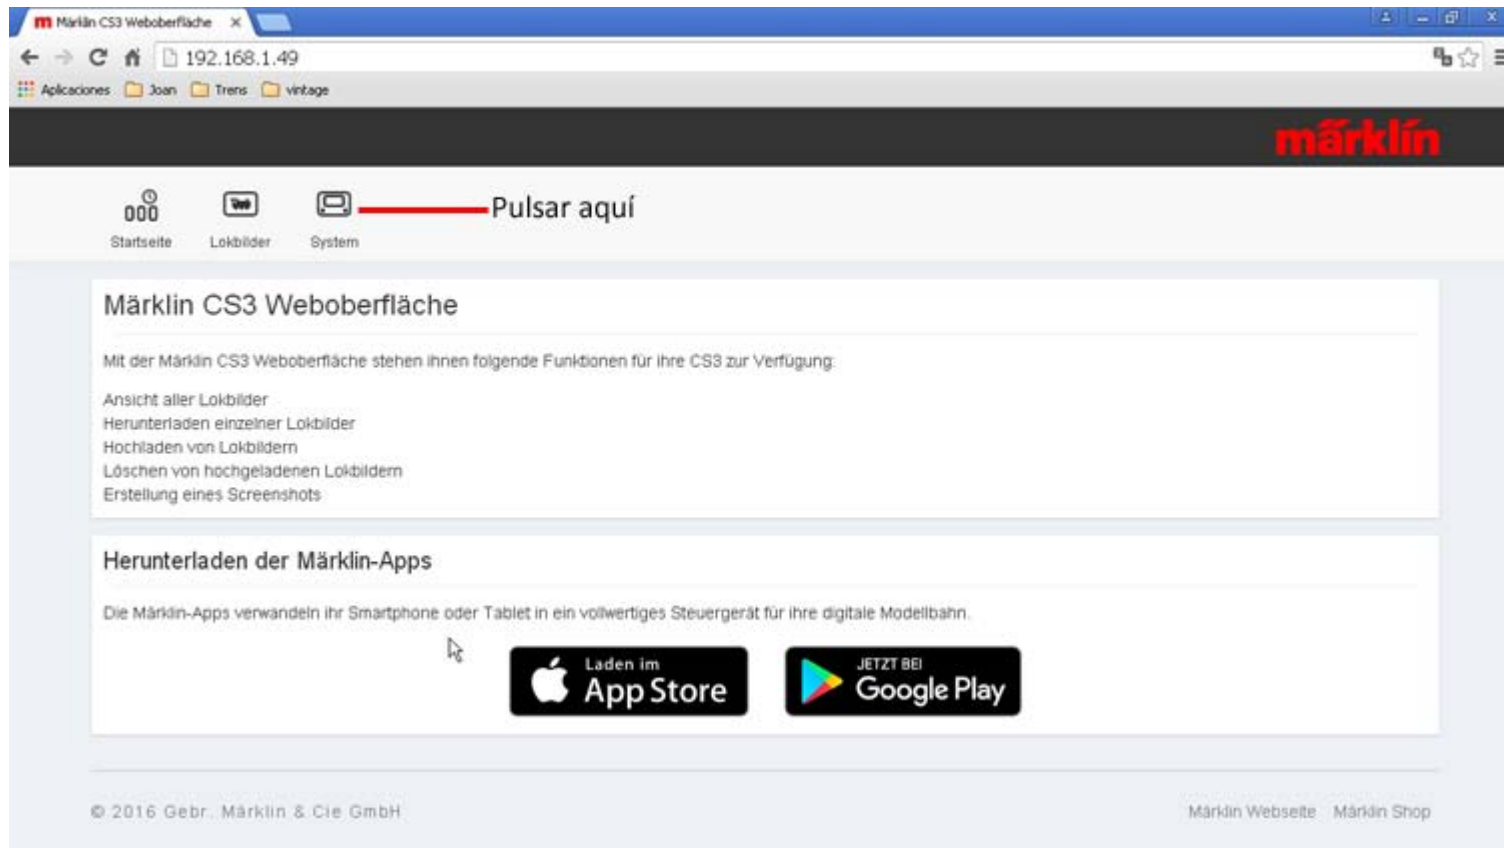 Märklin CS3 Weboberfläche
192.168.1.49
Aplicaciones Joan Trens vintage
märklín
000
Startseite Lokbilder System
Pulsar aquí
Märklin CS3 Weboberfläche
Mit der Märklin CS3 Weboberfläche stehen ihnen folgende Funktionen für ihre CS3 zur Verfügung:
Ansicht aller Lokbilder
Herunterladen einzelner Lokbilder
Hochladen von Lokbildern
Löschen von hochgeladenen Lokbildern
Erstellung eines Screenshots
Herunterladen der Märklin-Apps
Die Märklin-Apps verwandeln ihr Smartphone oder Tablet in ein vollwertiges Steuergerät für ihre digitale Modellbahn.
Laden im
App Store
JETZT BEI
Google Play
© 2016 Gebr. Märklin & Cie GmbH
Märklin Webseite Märklin Shop